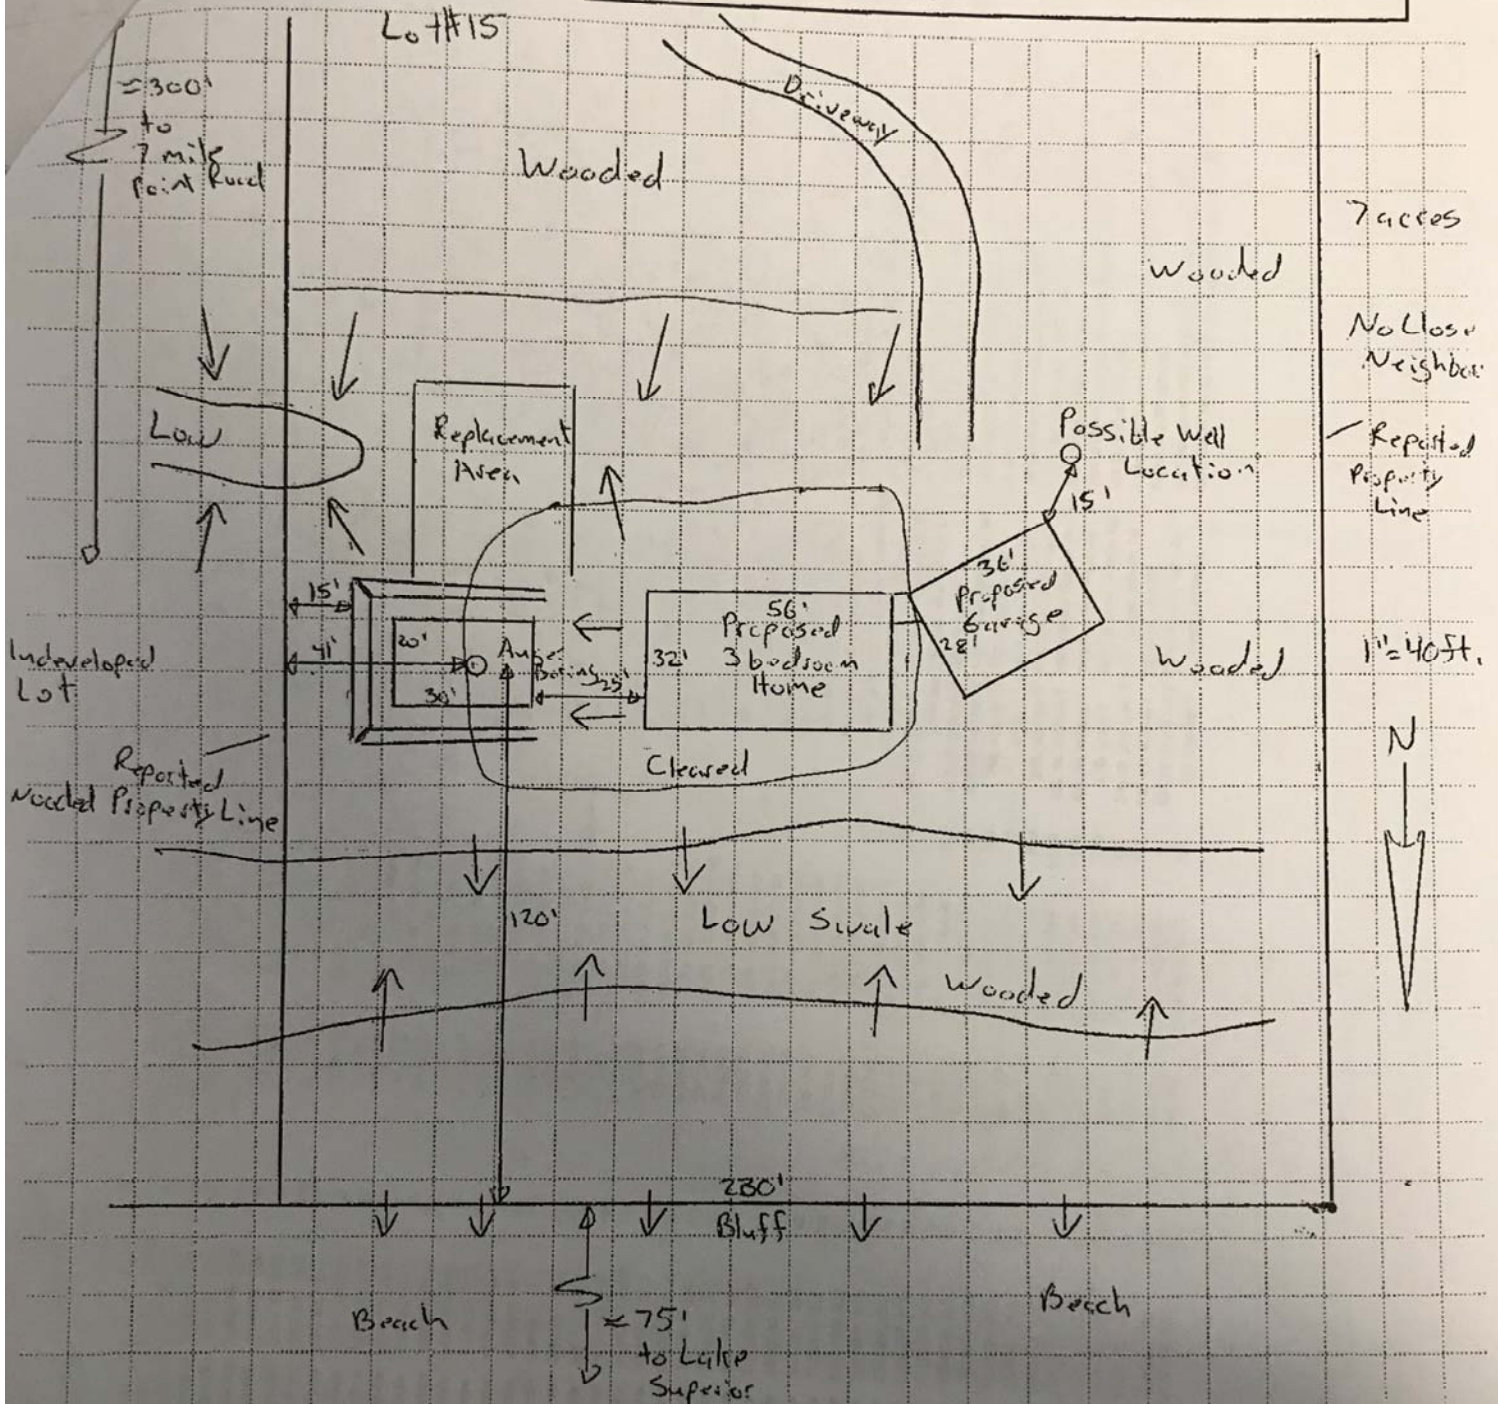 Lot#15
≈300'
to
7 mile
Point Road
Driveway
Wooded
7 acres
Wooded
No Close
Neighbor
Low
Replacement
Area
Possible Well
Location
15'
Reported
Property
Line
15'
41'
20'
30'
Auger
Boring
25'
32'
56'
Proposed
3 bedroom
Home
36'
Proposed
Garage
28'
Wooded
1"=40ft.
Undeveloped
Lot
N
Reported
Wooded Property Line
Cleared
120'
Low Swale
Wooded
230'
Bluff
Beach
≈75'
to Lake
Superior
Beach